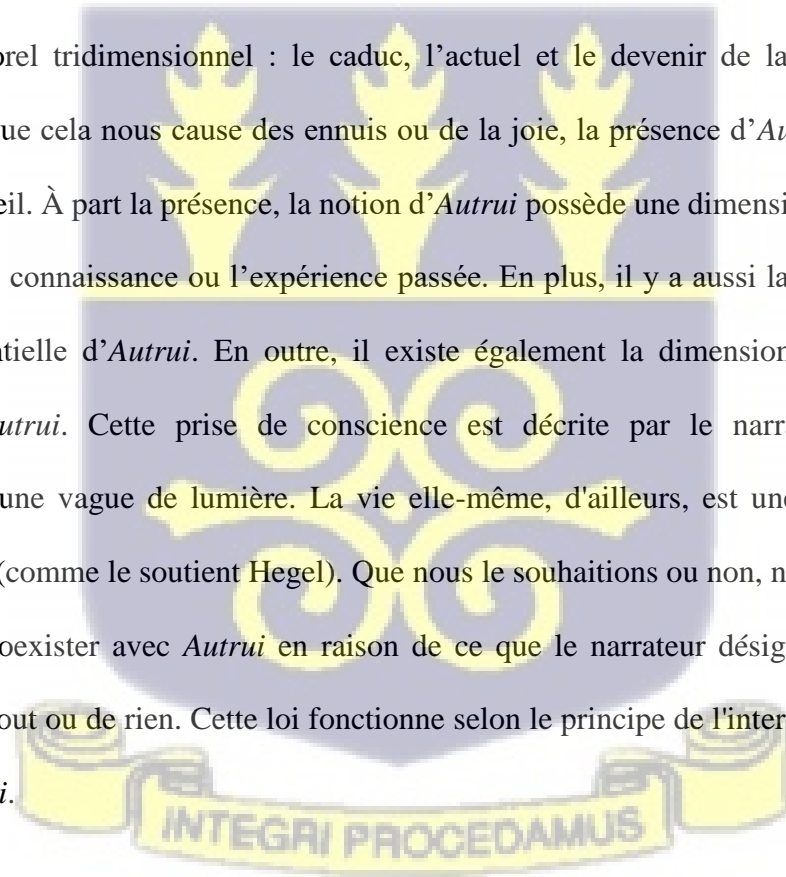 orel tridimensionnel : le caduc, l’actuel et le devenir de la
ue cela nous cause des ennuis ou de la joie, la présence d’Au
eil. À part la présence, la notion d’Autrui possède une dimensi
connaissance ou l’expérience passée. En plus, il y a aussi la
ntielle d’Autrui. En outre, il existe également la dimension
utrui. Cette prise de conscience est décrite par le narra
une vague de lumière. La vie elle-même, d'ailleurs, est une
(comme le soutient Hegel). Que nous le souhaitions ou non, n
oexister avec Autrui en raison de ce que le narrateur désig
out ou de rien. Cette loi fonctionne selon le principe de l'inter
i.
INTEGRI PROCEDAMUS